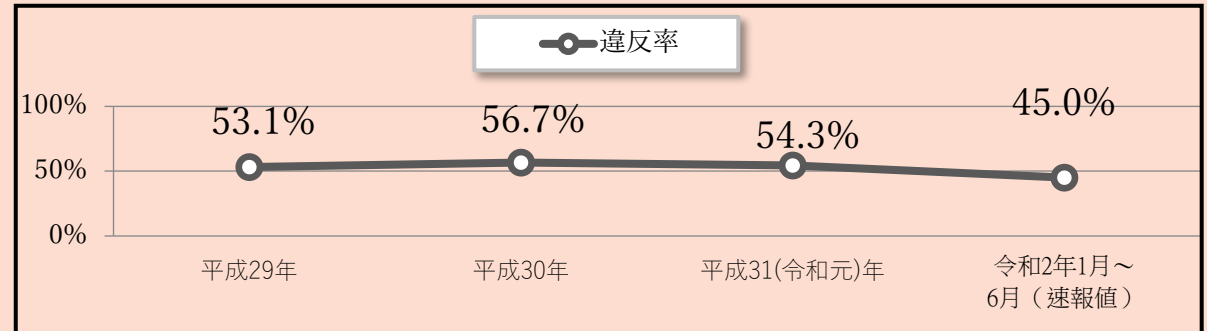 違反率
100%
50%
0%
53.1%
56.7%
54.3%
45.0%
平成29年
平成30年
平成31(令和元)年
令和2年1月～
6月（速報値）